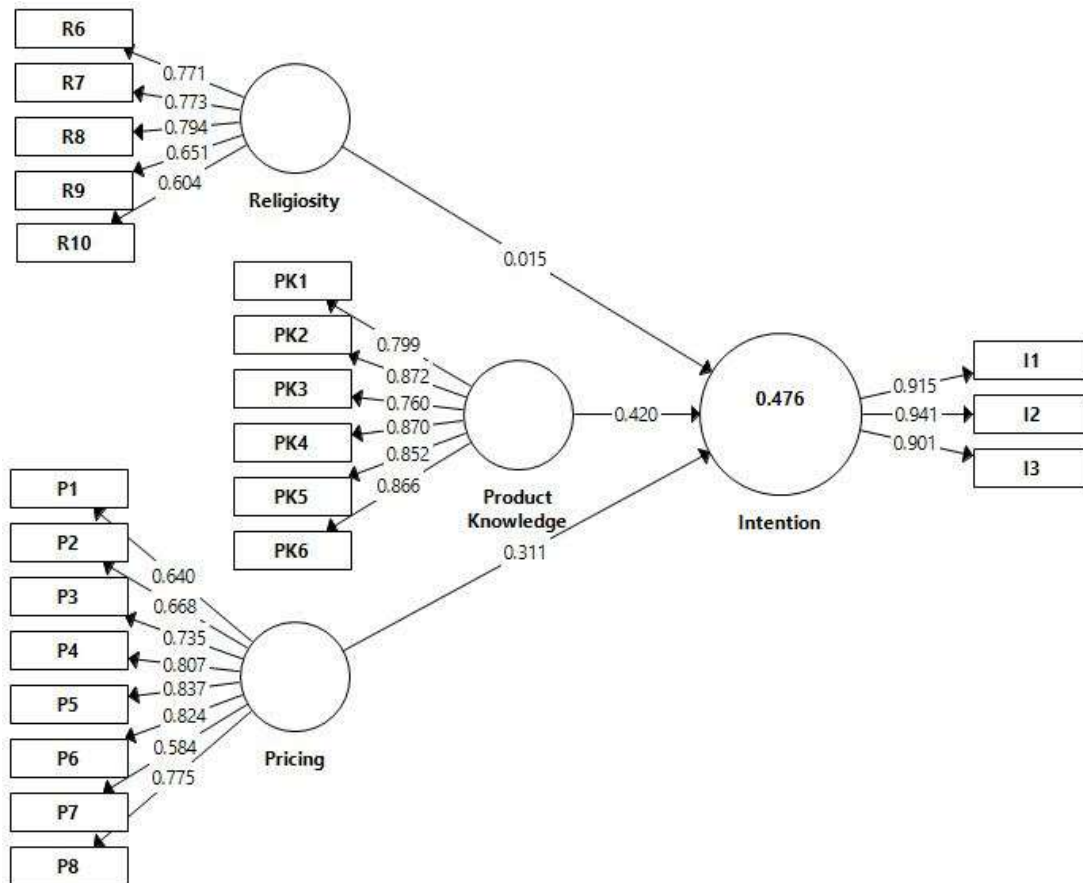 R6
R7
R8
R9
R10
0.771
0.773
0.794
0.651
0.604
Religiosity
0.015
PK1
PK2
PK3
PK4
PK5
PK6
0.799
0.872
0.760
0.870
0.852
0.866
Product
Knowledge
0.420
P1
P2
P3
P4
P5
P6
P7
P8
0.640
0.668
0.735
0.807
0.837
0.824
0.584
0.775
Pricing
0.311
0.476
Intention
0.915
0.941
0.901
I1
I2
I3